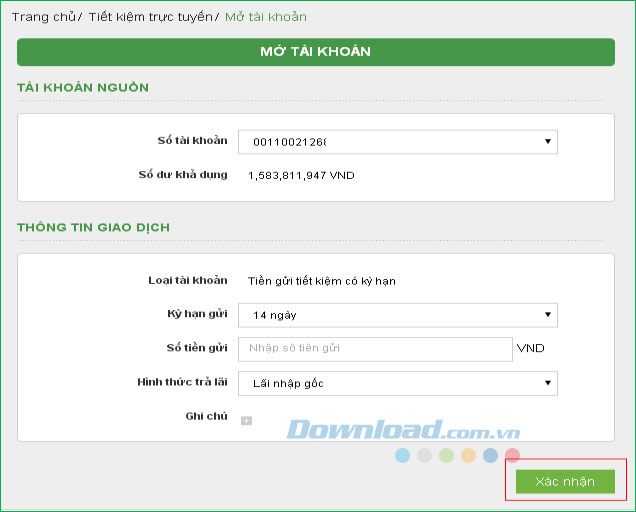 Trang chủ/ Tiết kiệm trực tuyến/ Mở tài khoản
MỞ TÀI KHOẢN
TÀI KHOẢN NGUỒN
Số tài khoản 00110021268
Số dư khả dụng 1,583,811,947 VND
THÔNG TIN GIAO DỊCH
Loại tài khoản Tiền gửi tiết kiệm có kỳ hạn
Kỳ hạn gửi 14 ngày
Số tiền gửi Nhập số tiền gửi VND
Hình thức trả lãi Lãi nhập gốc
Ghi chú
Download.com.vn
Xác nhận